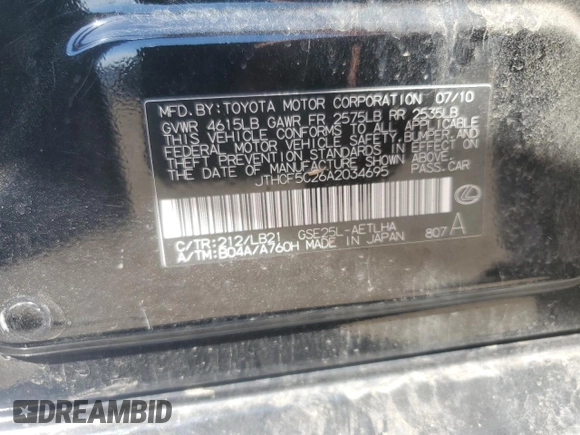 MFD. BY: TOYOTA MOTOR CORPORATION 07/10
GVWR 4615LB GAWR FR 2575LB RR 2535LB
THIS VEHICLE CONFORMS TO ALL APPLICABLE
FEDERAL MOTOR VEHICLE SAFETY, BUMPER, AND
THEFT PREVENTION STANDARDS IN EFFECT ON
THE DATE OF MANUFACTURE SHOWN ABOVE.
JTHCF5C26A2034695 PASS. CAR
C/TR: 212/LB21 GSE25L-AETLHA
A/TM: B04A/A760H MADE IN JAPAN 807 A
DREAMBID